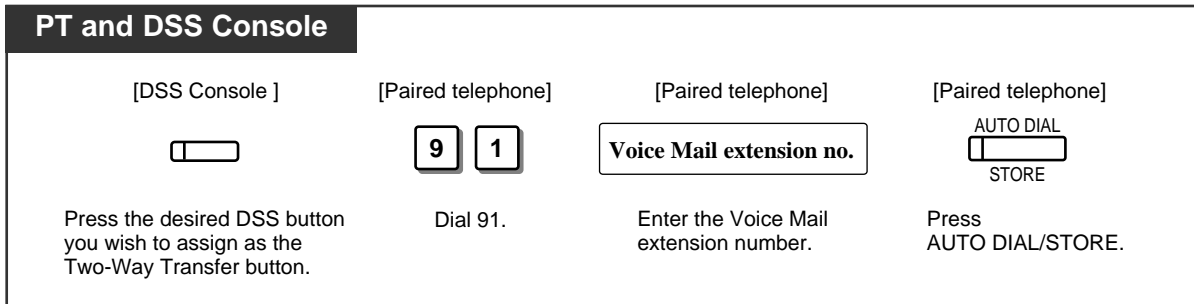 PT and DSS Console
[DSS Console ]
[Paired telephone]
[Paired telephone]
[Paired telephone]
9 1
Voice Mail extension no.
AUTO DIAL
STORE
Press the desired DSS button
you wish to assign as the
Two-Way Transfer button.
Dial 91.
Enter the Voice Mail
extension number.
Press
AUTO DIAL/STORE.